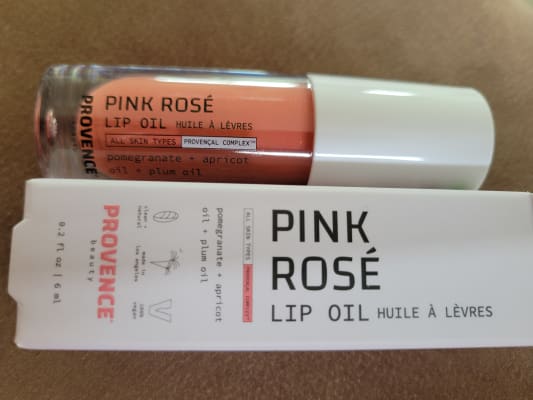 PROVENCE
PINK ROSÉ
LIP OIL HUILE À LÈVRES
ALL SKIN TYPES PROVENÇAL COMPLEX™
pomegranate + apricot
oil + plum oil
PINK
ROSÉ
LIP OIL HUILE À LÈVRES
ALL SKIN TYPES PROVENÇAL COMPLEX™
pomegranate + apricot
oil + plum oil
clean +
natural
made in
los angeles
100%
vegan
PROVENCE
beauty
0.2 fl oz | 6 ml